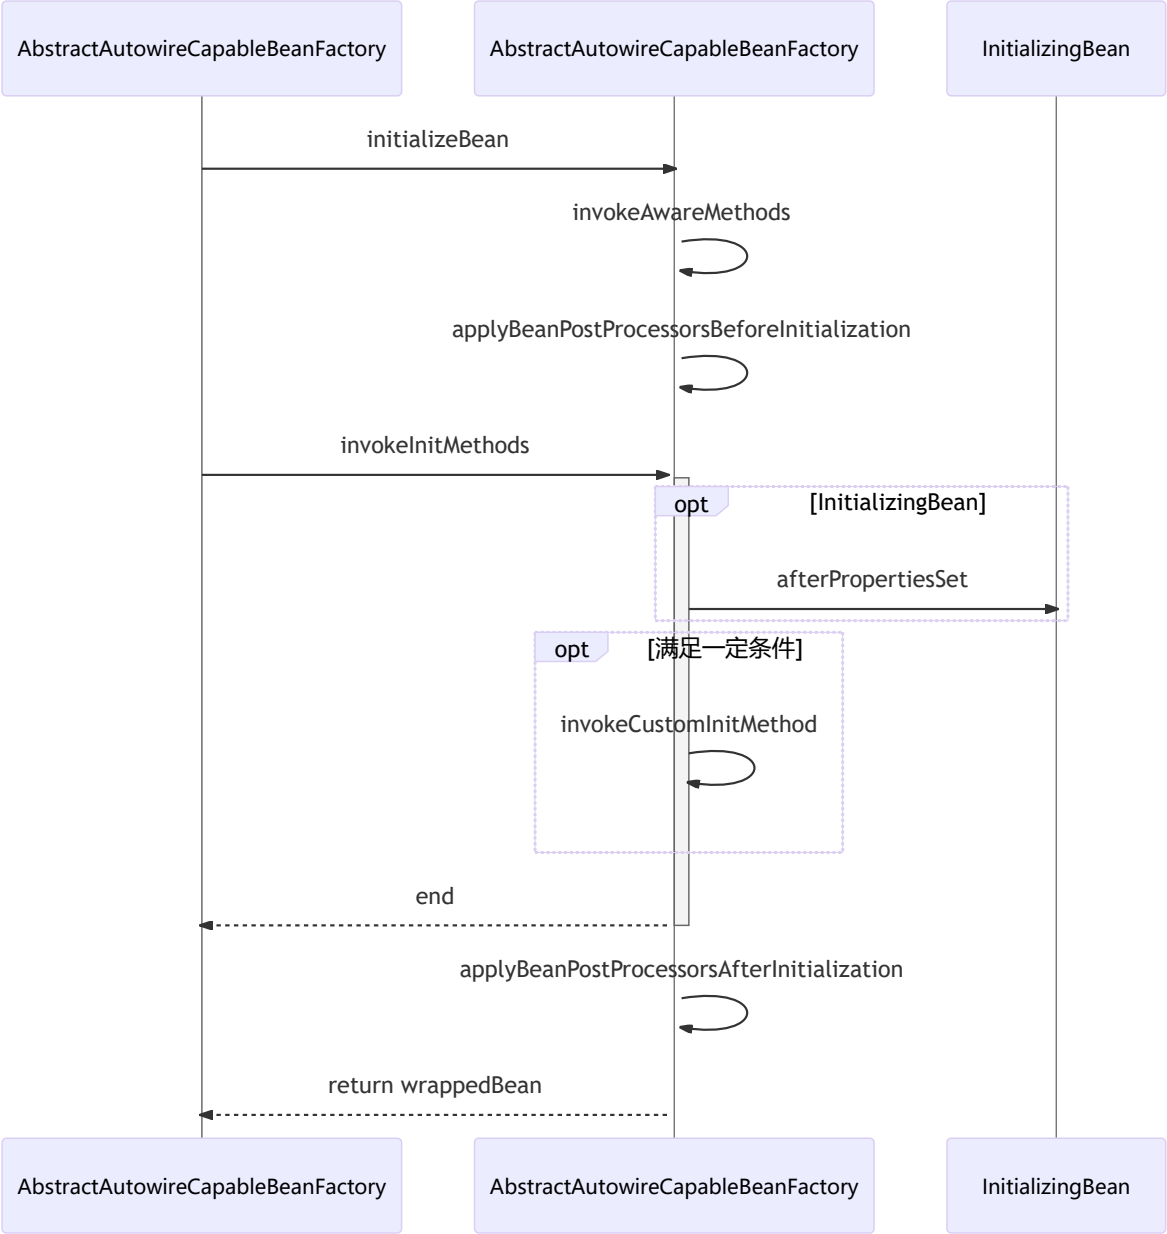 AbstractAutowireCapableBeanFactory
AbstractAutowireCapableBeanFactory
InitializingBean
initializeBean
invokeAwareMethods
applyBeanPostProcessorsBeforeInitialization
invokeInitMethods
opt
[InitializingBean]
afterPropertiesSet
opt
[满足一定条件]
invokeCustomInitMethod
end
applyBeanPostProcessorsAfterInitialization
return wrappedBean
AbstractAutowireCapableBeanFactory
AbstractAutowireCapableBeanFactory
InitializingBean